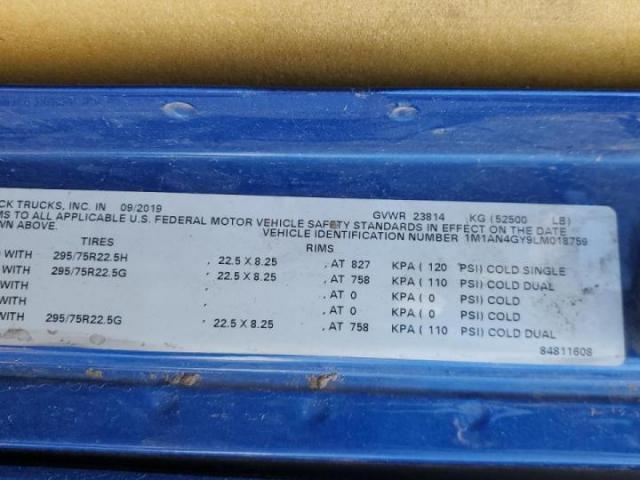 CK TRUCKS, INC. IN 09/2019 GVWR 23814 KG (52500 LB)
MS TO ALL APPLICABLE U.S. FEDERAL MOTOR VEHICLE SAFETY STANDARDS IN EFFECT ON THE DATE
WN ABOVE. VEHICLE IDENTIFICATION NUMBER 1M1AN4GY9LM018759
TIRES RIMS
WITH 295/75R22.5H , 22.5 X 8.25 , AT 827 KPA ( 120 PSI) COLD SINGLE
WITH 295/75R22.5G , 22.5 X 8.25 , AT 758 KPA ( 110 PSI) COLD DUAL
WITH , , AT 0 KPA ( 0 PSI) COLD
WITH , , AT 0 KPA ( 0 PSI) COLD
WITH 295/75R22.5G , 22.5 X 8.25 , AT 758 KPA ( 110 PSI) COLD DUAL
84811608